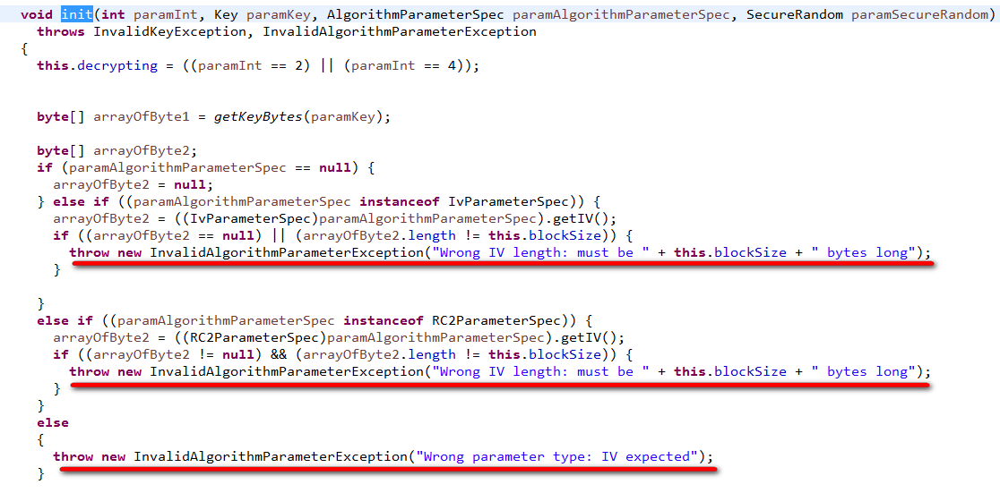 void init(int paramInt, Key paramKey, AlgorithmParameterSpec paramAlgorithmParameterSpec, SecureRandom paramSecureRandom)
throws InvalidKeyException, InvalidAlgorithmParameterException
{
this.decrypting = ((paramInt == 2) || (paramInt == 4));
byte[] arrayOfByte1 = getKeyBytes(paramKey);
byte[] arrayOfByte2;
if (paramAlgorithmParameterSpec == null) {
arrayOfByte2 = null;
} else if ((paramAlgorithmParameterSpec instanceof IvParameterSpec)) {
arrayOfByte2 = ((IvParameterSpec)paramAlgorithmParameterSpec).getIV();
if ((arrayOfByte2 == null) || (arrayOfByte2.length != this.blockSize)) {
throw new InvalidAlgorithmParameterException("Wrong IV length: must be " + this.blockSize + " bytes long");
}
}
else if ((paramAlgorithmParameterSpec instanceof RC2ParameterSpec)) {
arrayOfByte2 = ((RC2ParameterSpec)paramAlgorithmParameterSpec).getIV();
if ((arrayOfByte2 != null) && (arrayOfByte2.length != this.blockSize)) {
throw new InvalidAlgorithmParameterException("Wrong IV length: must be " + this.blockSize + " bytes long");
}
}
else
{
throw new InvalidAlgorithmParameterException("Wrong parameter type: IV expected");
}